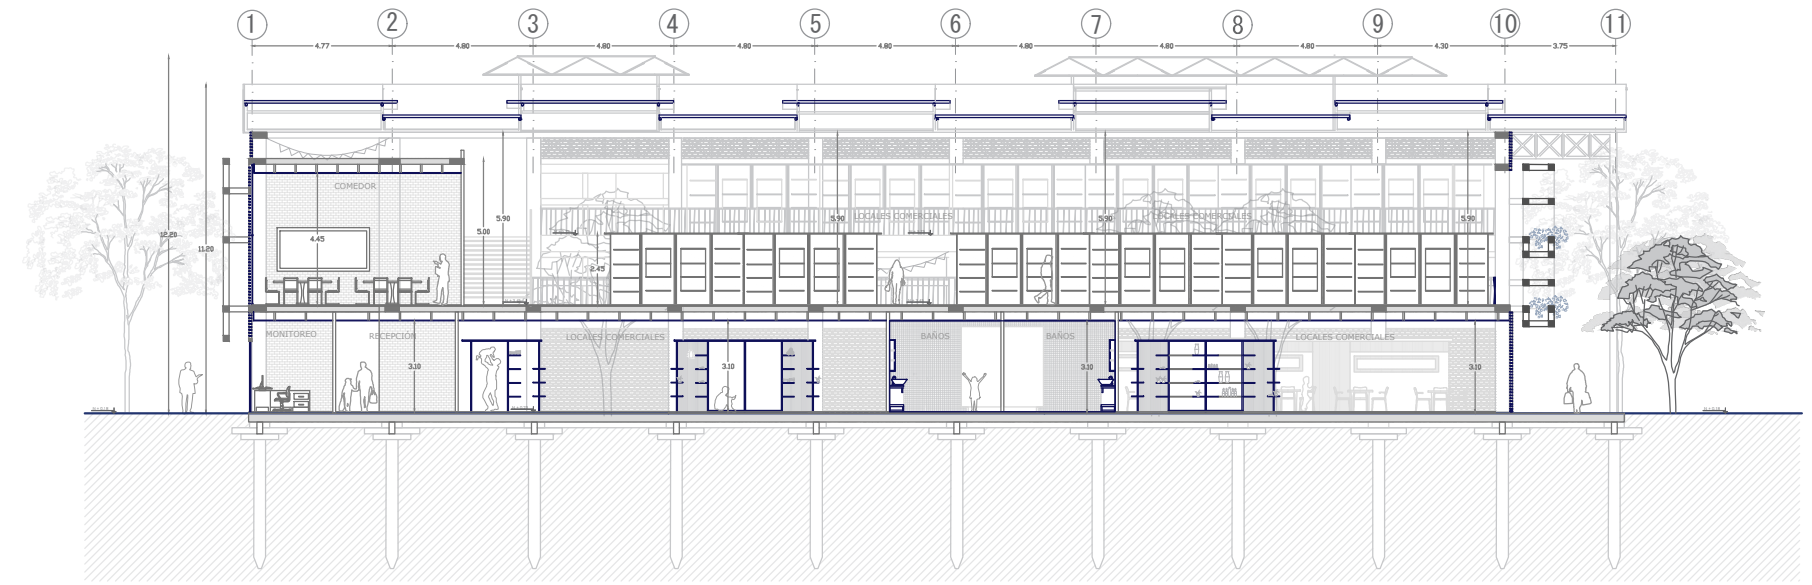 1 2 3 4 5 6 7 8 9 10 11
4.77 4.80 4.80 4.80 4.80 4.80 4.80 4.80 4.30 3.75
COMEDOR
LOCALES COMERCIALES LOCALES COMERCIALES
5.90 5.90 5.90 5.90
12.20 11.20 4.45 5.00 2.45
MONITOREO RECEPCIÓN LOCALES COMERCIALES BAÑOS BAÑOS LOCALES COMERCIALES
3.10 3.10 3.10 3.10